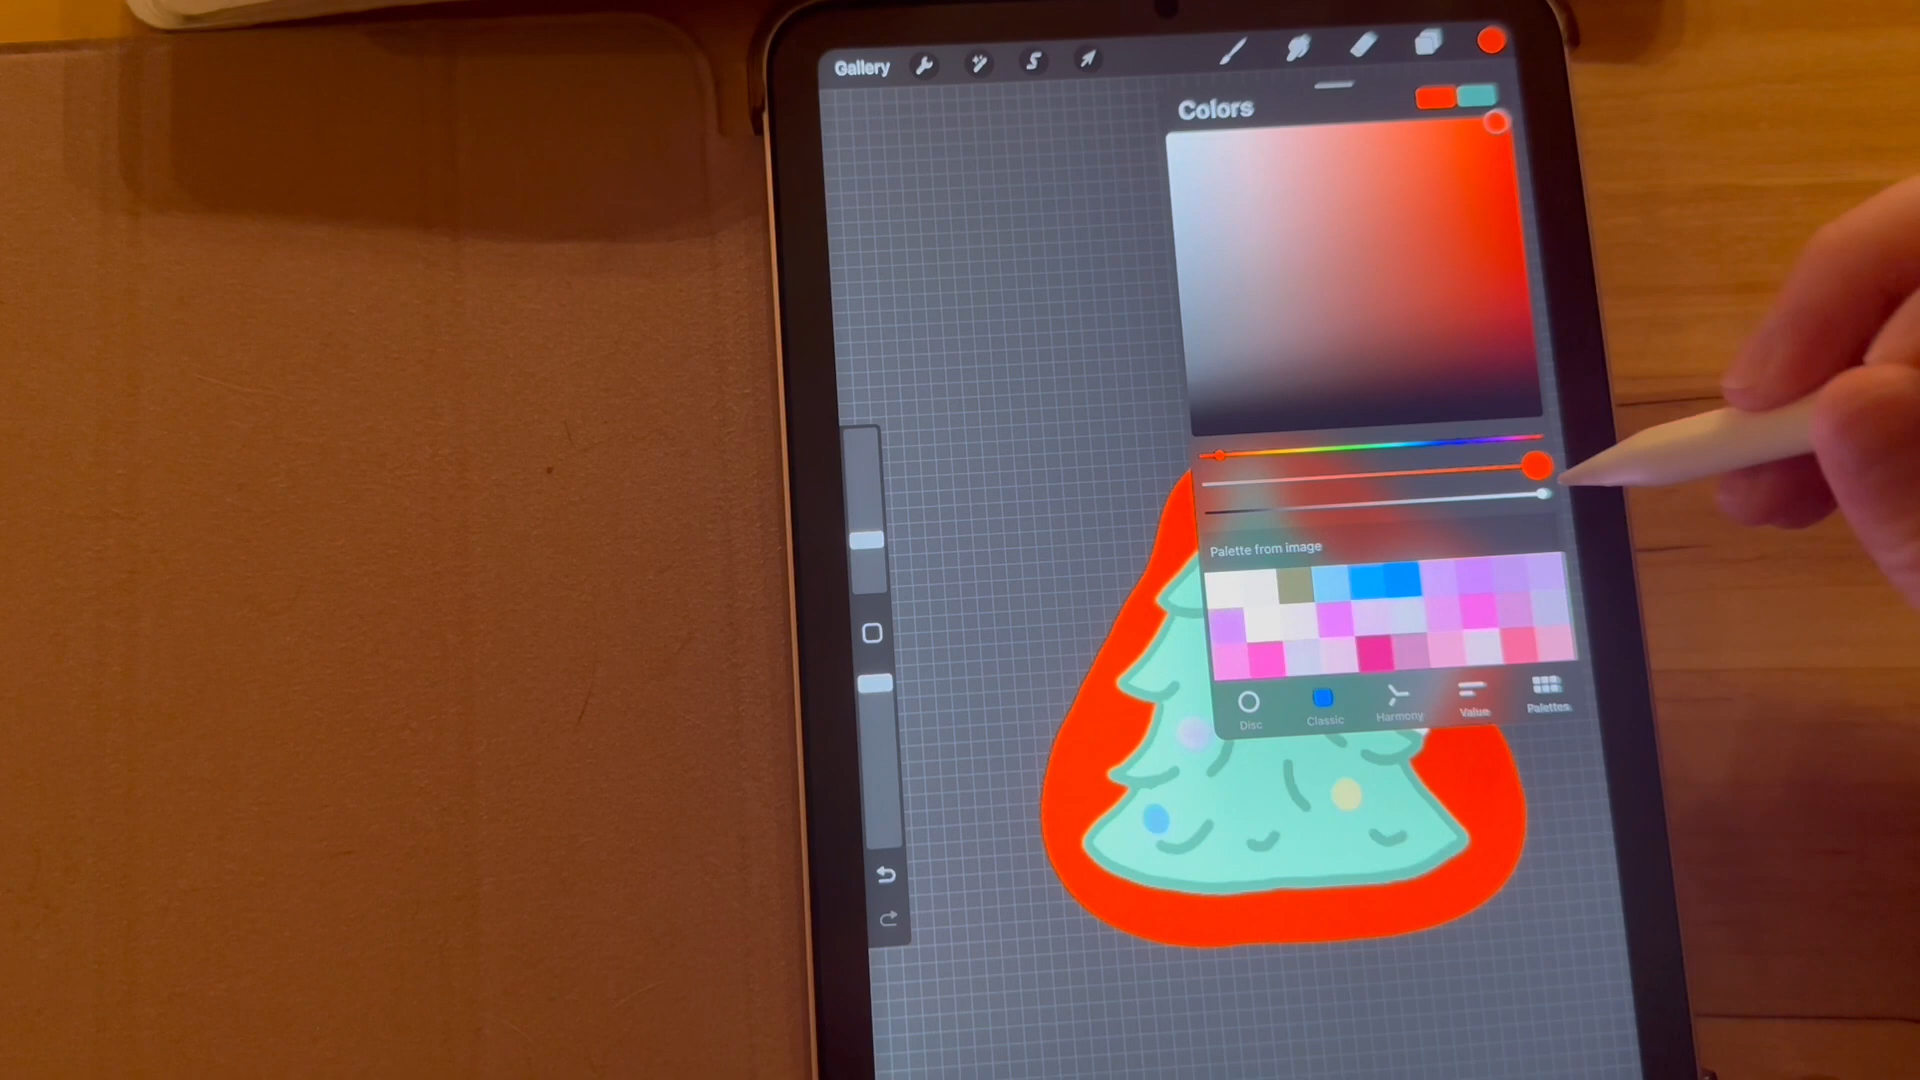 Gallery
Colors
Palette from image
Disc
Classic
Harmony
Value
Palettes